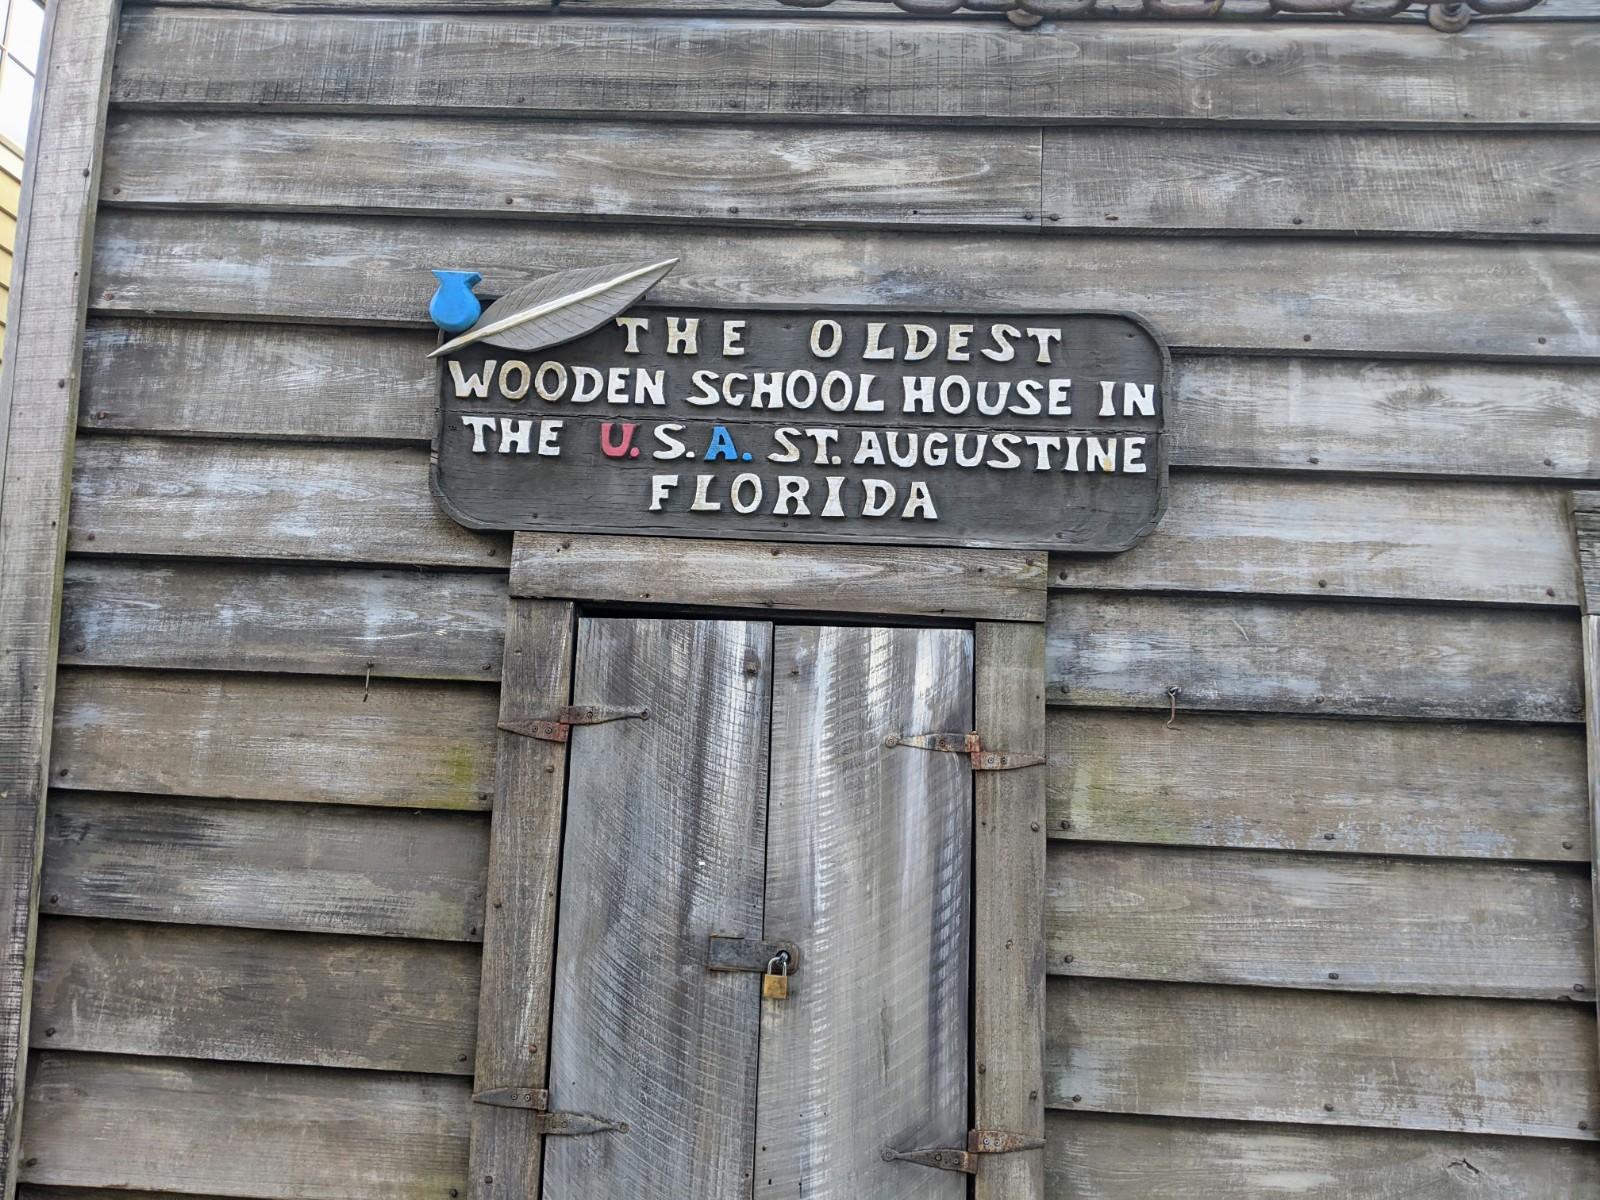 THE OLDEST
WOODEN SCHOOL HOUSE IN
THE U.S.A. ST. AUGUSTINE
FLORIDA